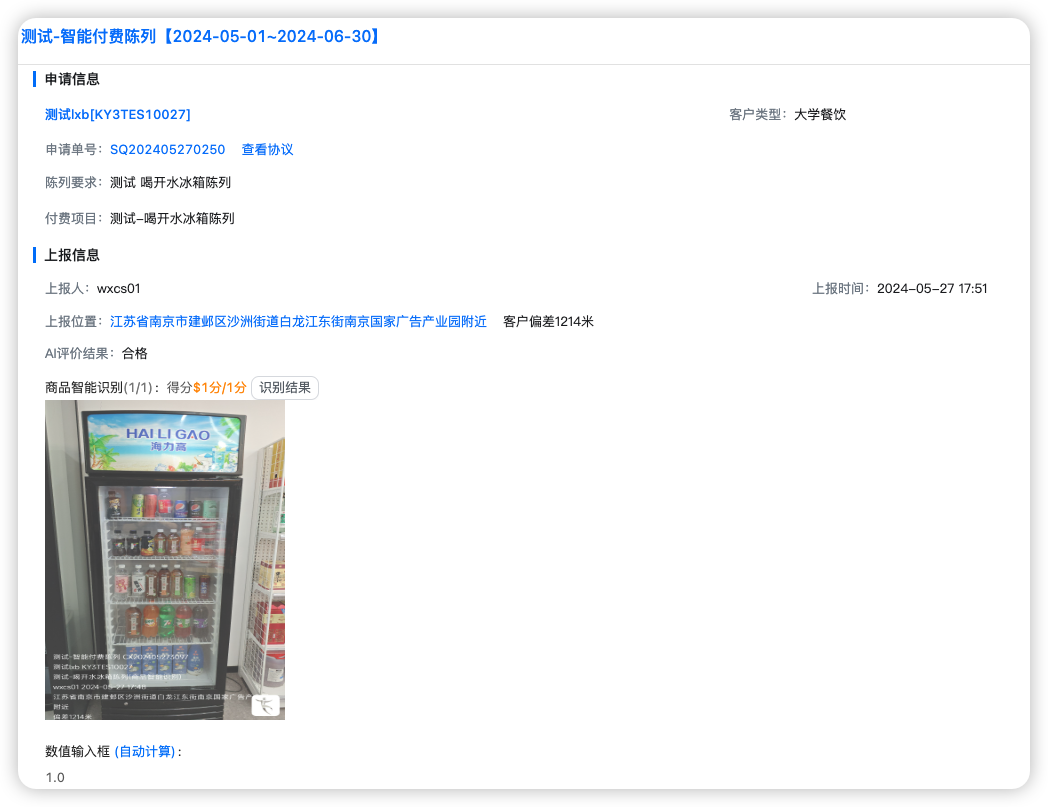 测试-智能付费陈列【2024-05-01~2024-06-30】
申请信息
测试lxb[KY3TES10027] 客户类型： 大学餐饮
申请单号： SQ202405270250 查看协议
陈列要求： 测试 喝开水冰箱陈列
付费项目： 测试–喝开水冰箱陈列
上报信息
上报人： wxcs01 上报时间： 2024–05–27 17:51
上报位置： 江苏省南京市建邺区沙洲街道白龙江东街南京国家广告产业园附近 客户偏差1214米
AI评价结果： 合格
商品智能识别(1/1)： 得分$1分/1分 识别结果
HAI LI GAO
海力高
测试-智能付费陈列
测试lxb KY3TES10027
测试-喝开水冰箱陈列(商品智能识别)
wxcs01 2024-05-27 17:48
江苏省南京市建邺区沙洲街道白龙江东街南京国家广告产
附近
偏差1214米
数值输入框 (自动计算)：
1.0